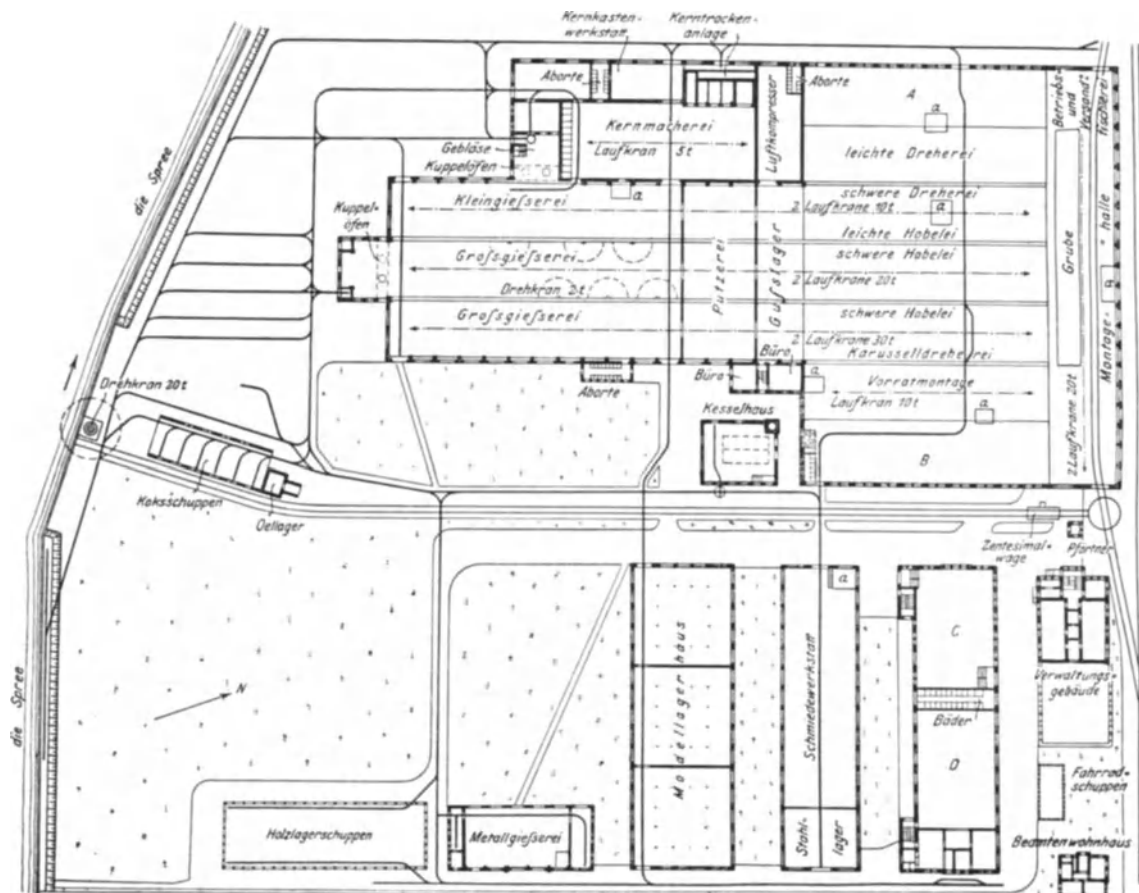 Kernkasten-
werkstatt
Kerntrocken-
anlage
Aborte
Luftkompresser
Aborte
A
a
Betriebs-
und
Versand-
tischlerei
die Spree
Gebläse
Kuppelöfen
Kernmacherei
Laufkran 5t
leichte Dreherei
Kuppel-
öfen
Kleingießerei
a
schwere Dreherei
2 Laufkrane 10t
a
leichte Hobelei
Großgießerei
Drehkran 2t
Putzerei
Gußlager
schwere Hobelei
2 Laufkrane 20t
Großgießerei
schwere Hobelei
2 Laufkrane 30t
Karusselldreherei
Grube
Montage-
halle
a
2 Laufkrane 20t
Drehkran 20t
Aborte
Büro
Büro
a
Vorratmontage
Laufkran 10t
a
Kesselhaus
B
Koksschuppen
Oellager
Zentesimal-
wage
Pförtner
N
die Spree
Modellagerhaus
Schmiedewerkstatt
a
C
Bäder
D
Verwaltungs-
gebäude
Fahrrad-
schuppen
Holzlagerschuppen
Metallgießerei
Stahl-
lager
Beamtenwohnhaus